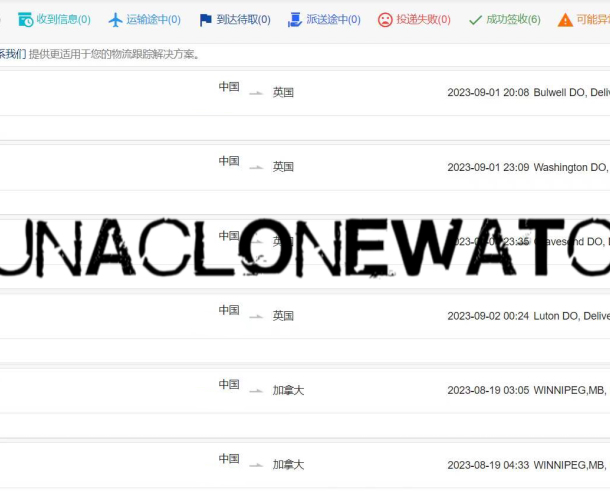 收到信息(0) 运输途中(0) 到达待取(0) 派送途中(0) 投递失败(0) 成功签收(6) 可能异
系我们 提供更适用于您的物流跟踪解决方案。
中国 英国 2023-09-01 20:08 Bulwell DO, Deli
中国 英国 2023-09-01 23:09 Washington DO,
中国 英国 23:35 Gravesend DO,
UNACLONEWATC
中国 英国 2023-09-02 00:24 Luton DO, Delive
中国 加拿大 2023-08-19 03:05 WINNIPEG,MB,
中国 加拿大 2023-08-19 04:33 WINNIPEG,MB,